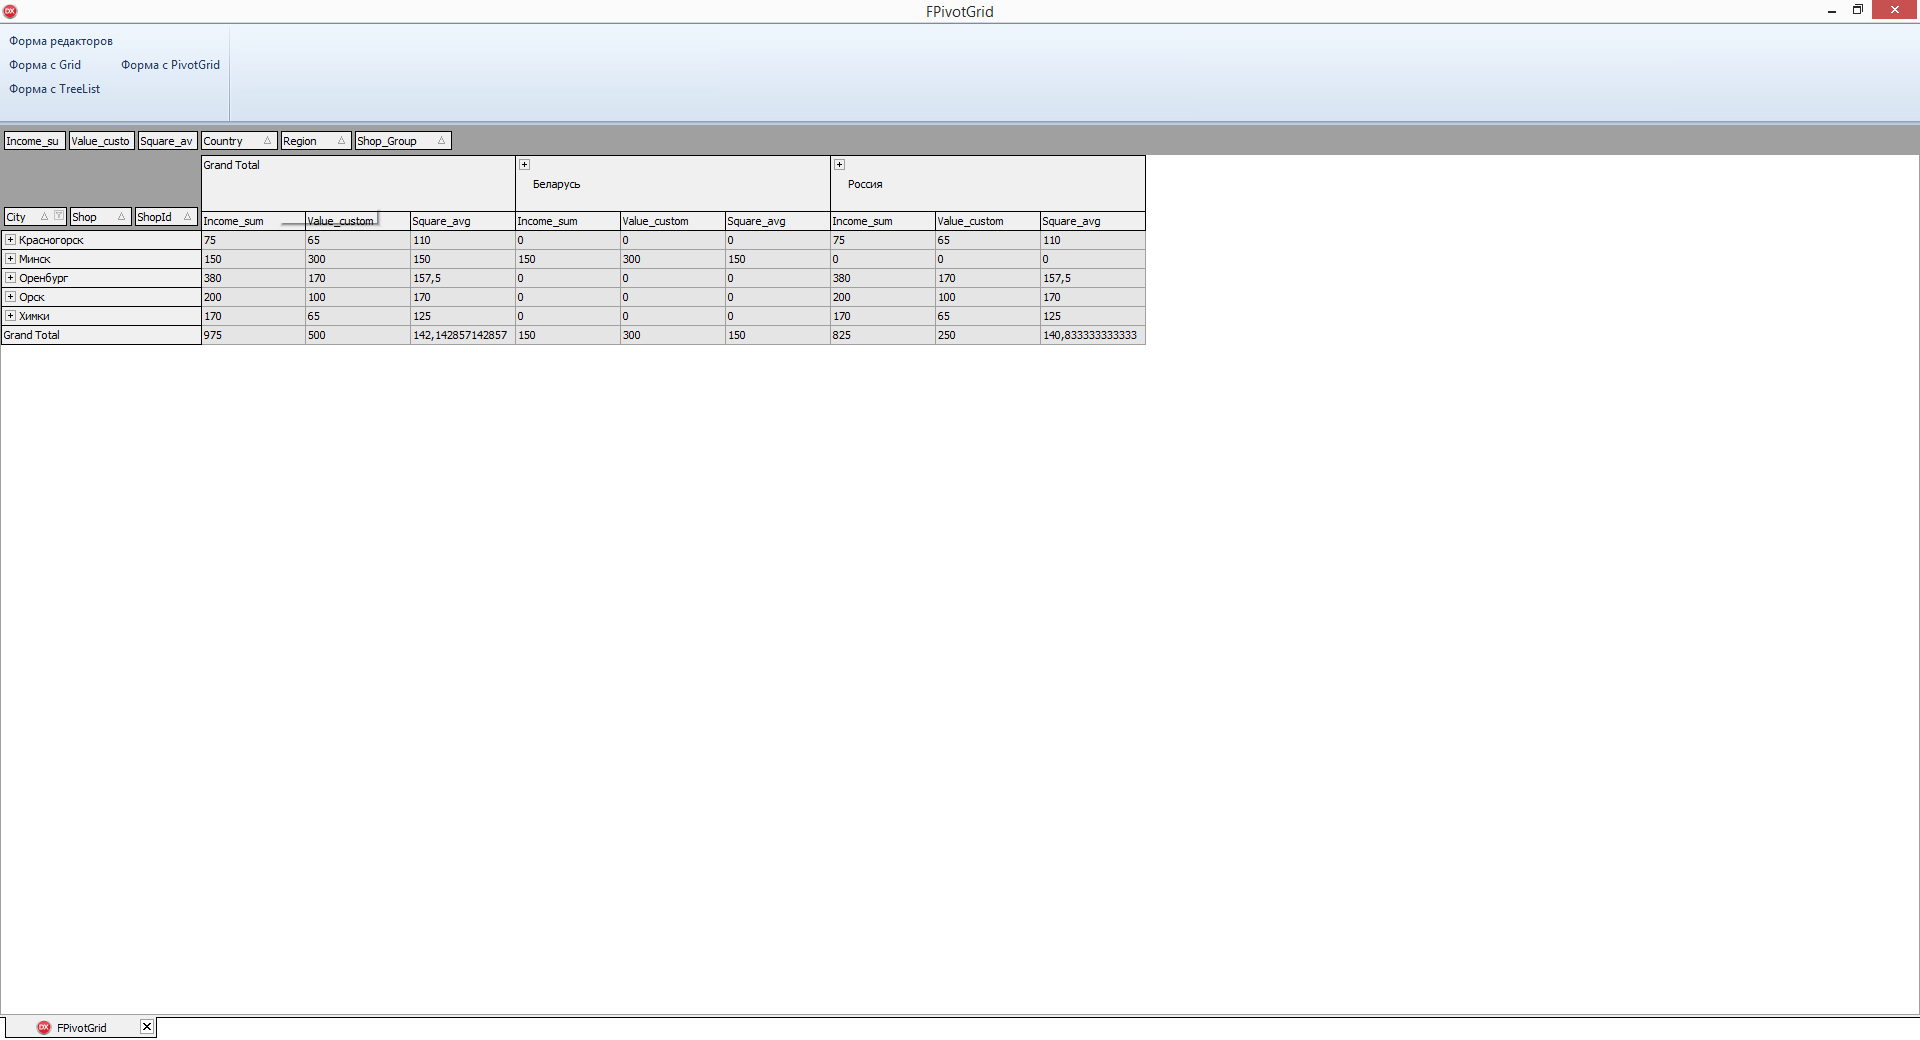 FPivotGrid
Форма редакторов
Форма с Grid Форма с PivotGrid
Форма с TreeList
Income_su Value_custo Square_av Country Region Shop_Group
Grand Total
Беларусь Россия
City Shop ShopId
Income_sum Value_custom Square_avg Income_sum Value_custom Square_avg Income_sum Value_custom Square_avg
Красногорск 75 65 110 0 0 0 75 65 110
Минск 150 300 150 150 300 150 0 0 0
Оренбург 380 170 157,5 0 0 0 380 170 157,5
Орск 200 100 170 0 0 0 200 100 170
Химки 170 65 125 0 0 0 170 65 125
Grand Total 975 500 142,142857142857 150 300 150 825 250 140,833333333333
DX FPivotGrid